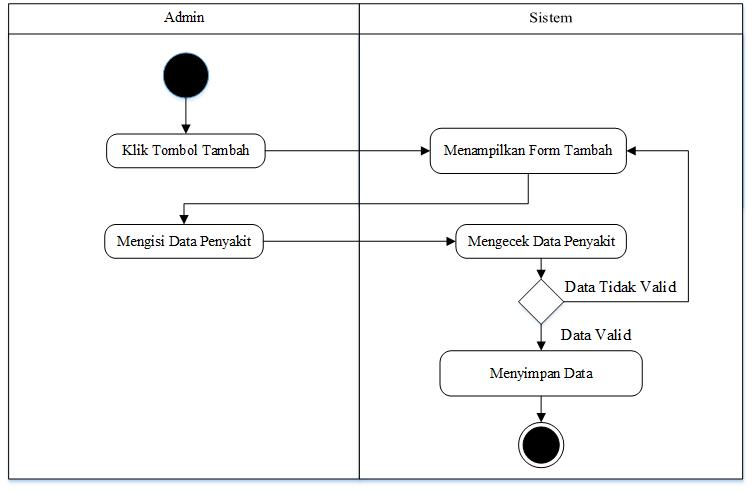 Admin
Sistem
Klik Tombol Tambah
Menampilkan Form Tambah
Mengisi Data Penyakit
Mengecek Data Penyakit
Data Tidak Valid
Data Valid
Menyimpan Data